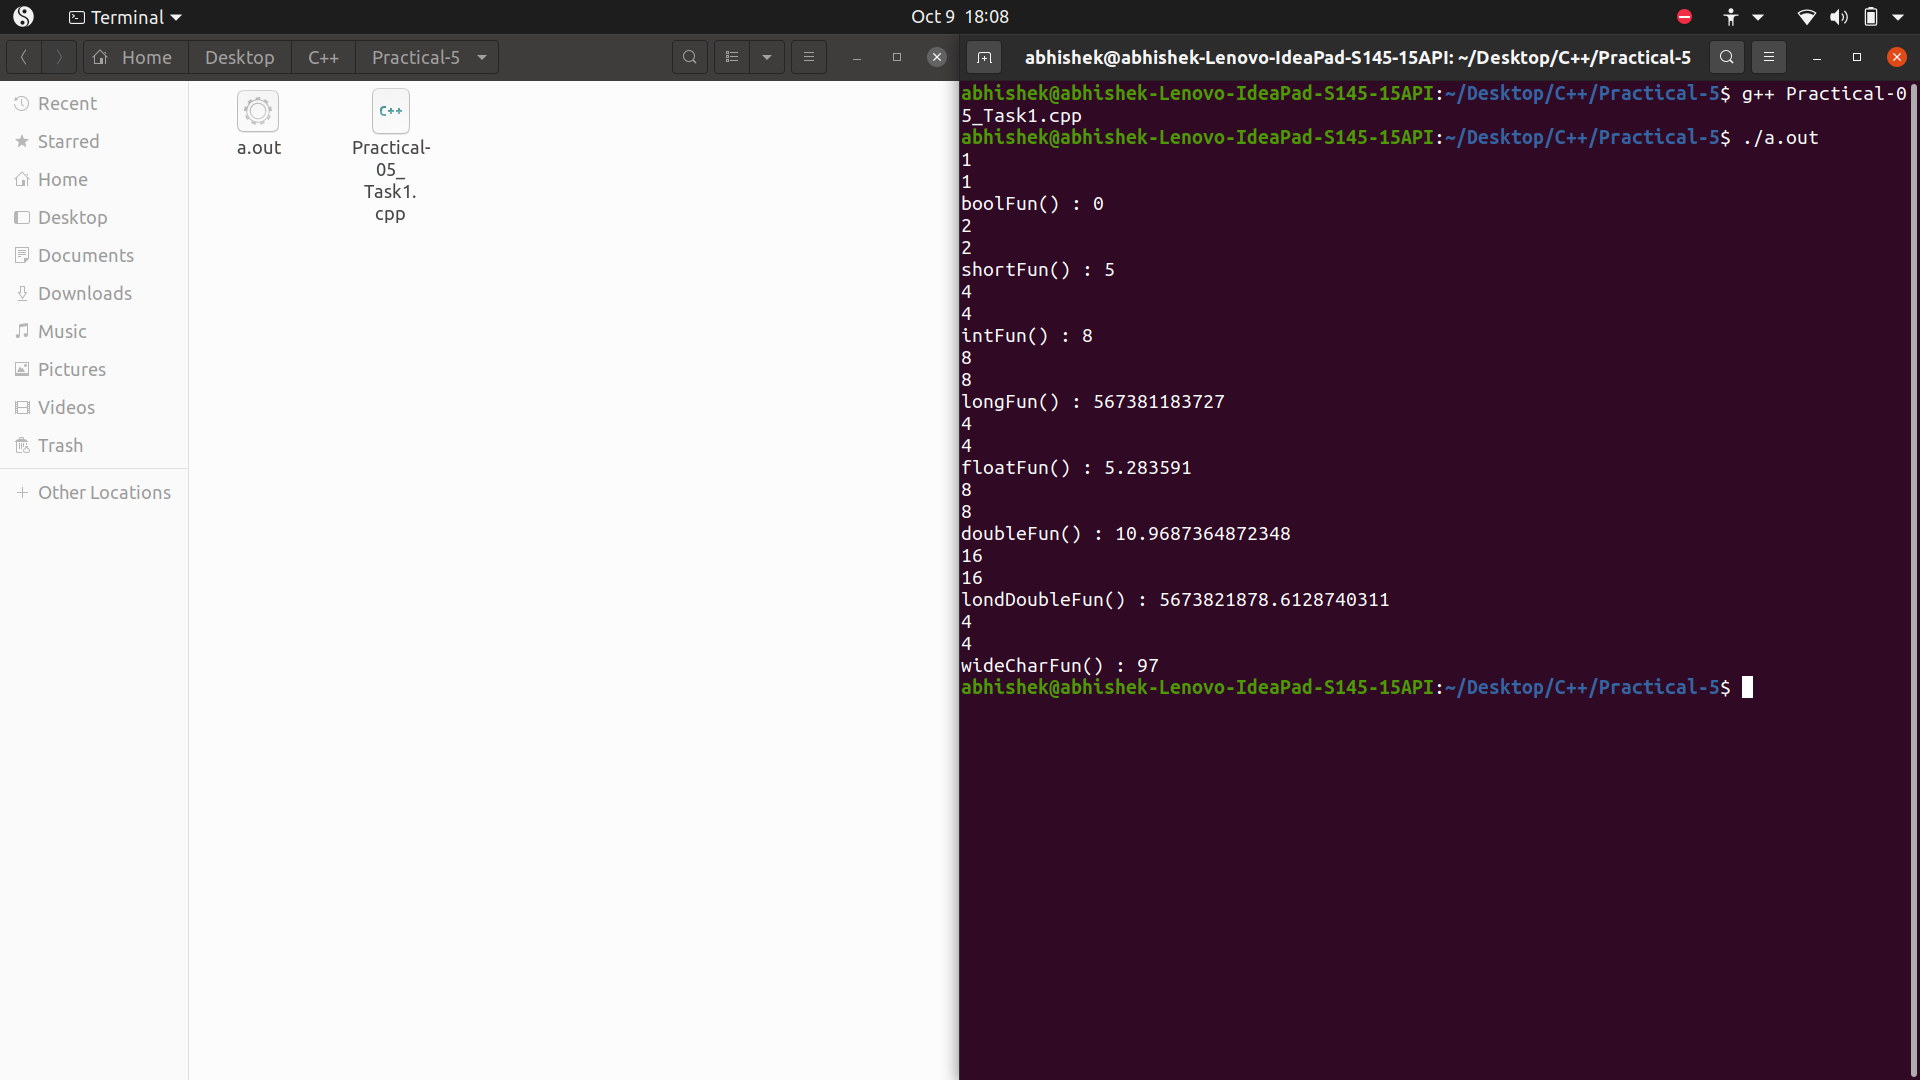 Terminal
Oct 9 18:08
Home
Desktop
C++
Practical-5
Recent
Starred
Home
Desktop
Documents
Downloads
Music
Pictures
Videos
Trash
Other Locations
a.out
C++
Practical-
05_
Task1.
cpp
abhishek@abhishek-Lenovo-IdeaPad-S145-15API: ~/Desktop/C++/Practical-5
abhishek@abhishek-Lenovo-IdeaPad-S145-15API:~/Desktop/C++/Practical-5$ g++ Practical-0
5_Task1.cpp
abhishek@abhishek-Lenovo-IdeaPad-S145-15API:~/Desktop/C++/Practical-5$ ./a.out
1
1
boolFun() : 0
2
2
shortFun() : 5
4
4
intFun() : 8
8
8
longFun() : 567381183727
4
4
floatFun() : 5.283591
8
8
doubleFun() : 10.9687364872348
16
16
londDoubleFun() : 5673821878.6128740311
4
4
wideCharFun() : 97
abhishek@abhishek-Lenovo-IdeaPad-S145-15API:~/Desktop/C++/Practical-5$